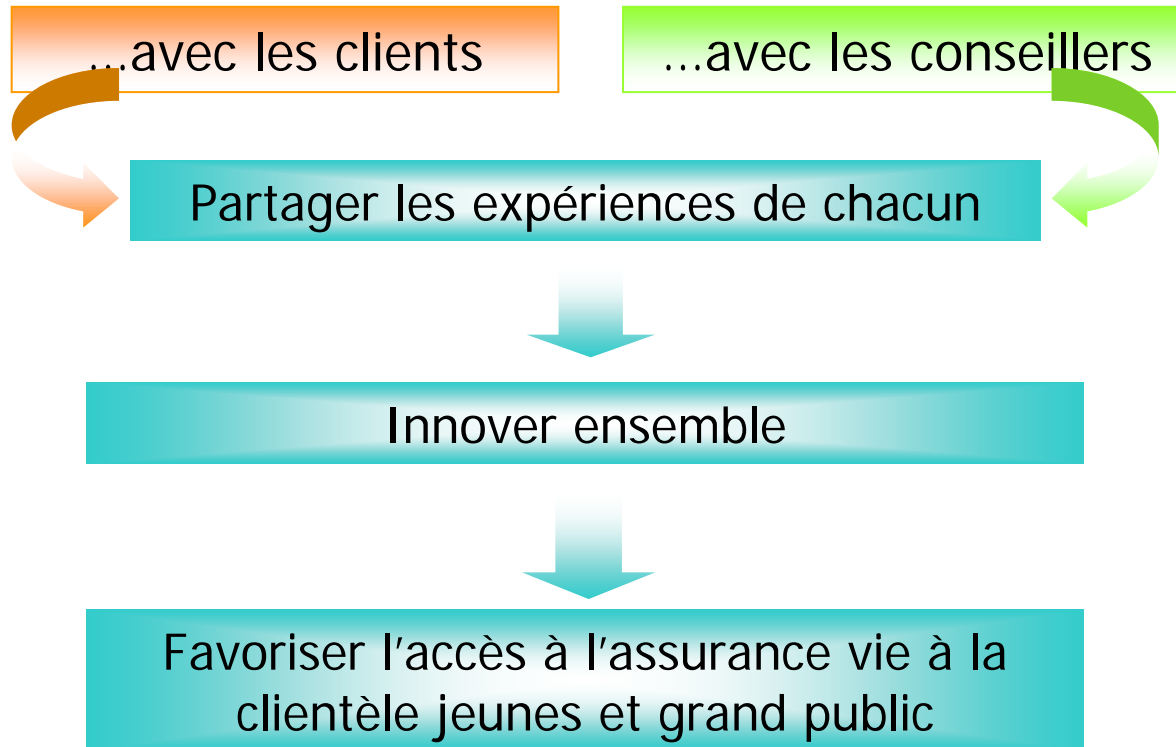 ...avec les clients
...avec les conseillers
Partager les expériences de chacun
Innover ensemble
Favoriser l'accès à l'assurance vie à la
clientèle jeunes et grand public